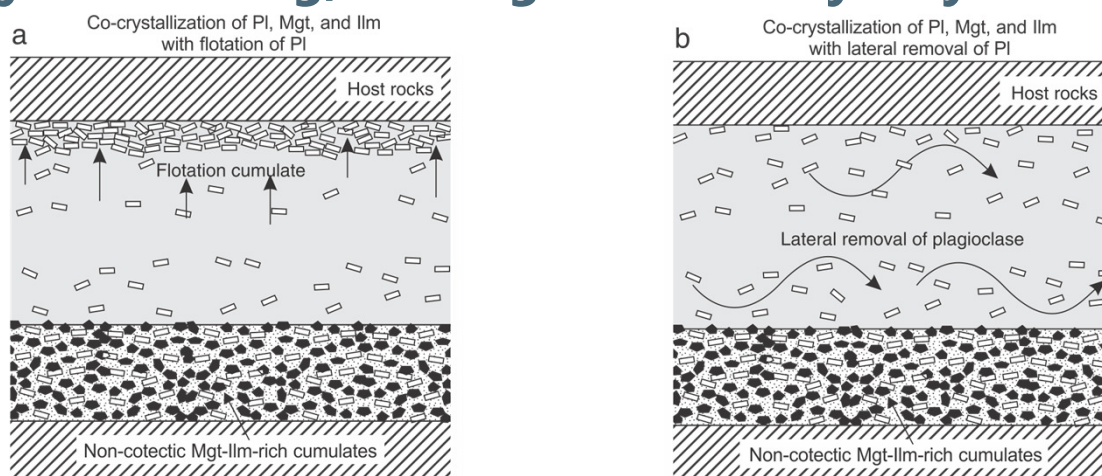 a
Co-crystallization of Pl, Mgt, and Ilm
with flotation of Pl
Host rocks
Flotation cumulate
Non-cotectic Mgt-Ilm-rich cumulates
b
Co-crystallization of Pl, Mgt, and Ilm
with lateral removal of Pl
Host rocks
Lateral removal of plagioclase
Non-cotectic Mgt-Ilm-rich cumulates